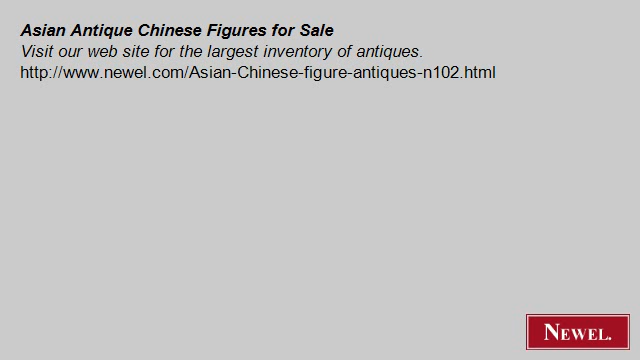 Asian Antique Chinese Figures for Sale
Visit our web site for the largest inventory of antiques.
http://www.newel.com/Asian-Chinese-figure-antiques-n102.html
NEWEL.